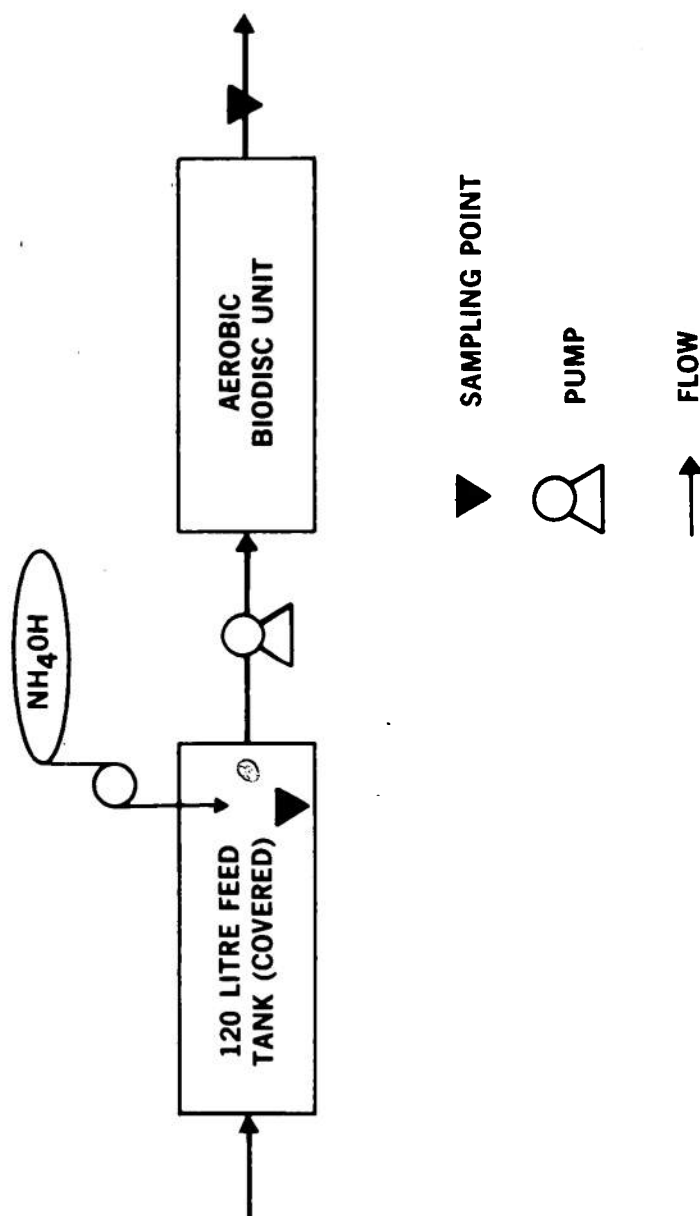 NH4OH
120 LITRE FEED
TANK (COVERED)
AEROBIC
BIODISC UNIT
SAMPLING POINT
PUMP
FLOW